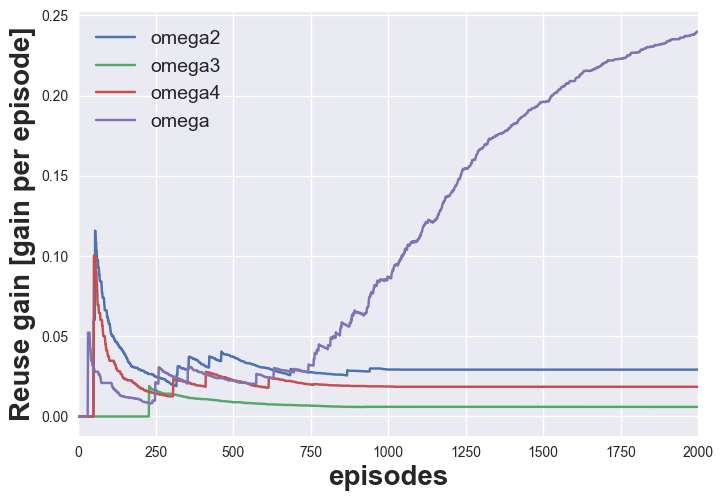 Reuse gain [gain per episode]
0.25
0.20
0.15
0.10
0.05
0.00
omega2
omega3
omega4
omega
0 250 500 750 1000 1250 1500 1750 2000
episodes